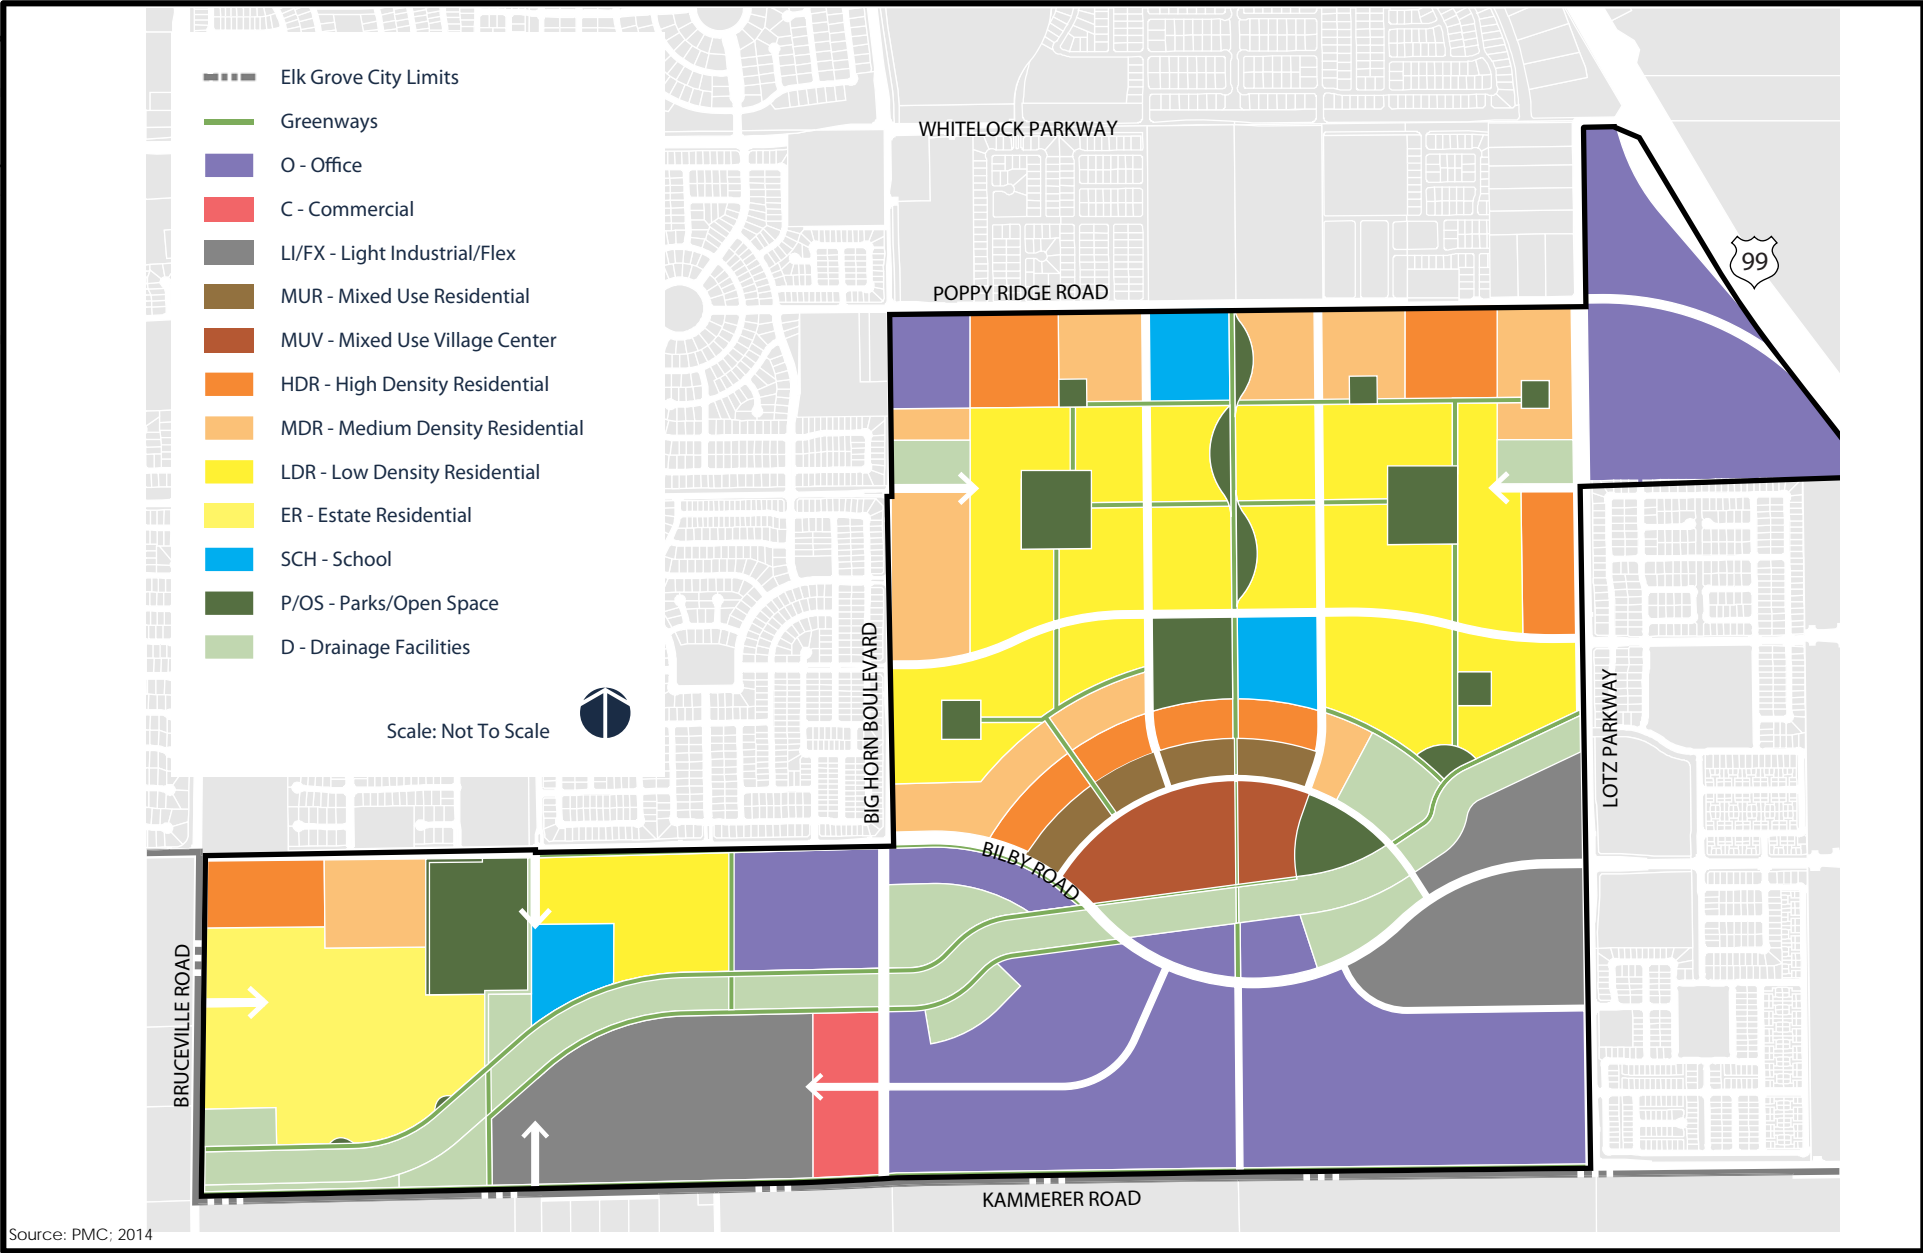 Elk Grove City Limits
Greenways
O - Office
C - Commercial
LI/FX - Light Industrial/Flex
MUR - Mixed Use Residential
MUV - Mixed Use Village Center
HDR - High Density Residential
MDR - Medium Density Residential
LDR - Low Density Residential
ER - Estate Residential
SCH - School
P/OS - Parks/Open Space
D - Drainage Facilities
Scale: Not To Scale
WHITELOCK PARKWAY
99
POPPY RIDGE ROAD
BIG HORN BOULEVARD
LOTZ PARKWAY
BILBY ROAD
BRUCEVILLE ROAD
KAMMERER ROAD
Source: PMC; 2014